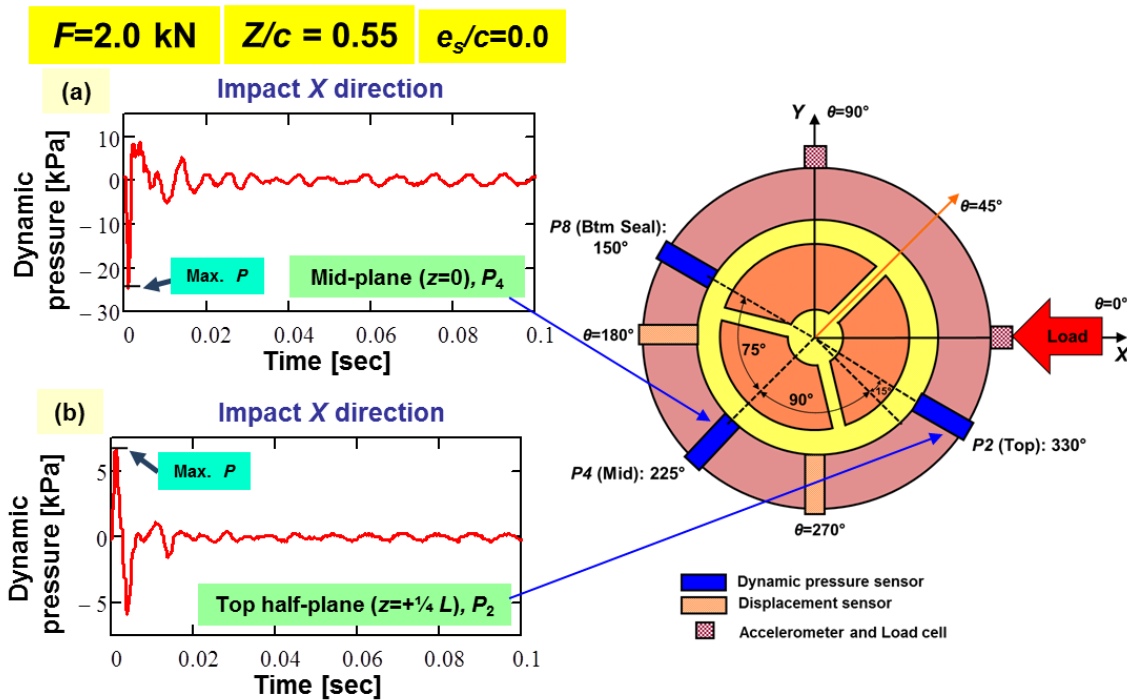 F=2.0 kN
Z/c = 0.55
eₛ/c=0.0
(a)
Impact X direction
Dynamic
pressure [kPa]
10
0
−10
−20
−30
Max. P
Mid-plane (z=0), P₄
0
0.02
0.04
0.06
0.08
0.1
Time [sec]
(b)
Impact X direction
Dynamic
pressure [kPa]
5
0
−5
Max. P
Top half-plane (z=+¼ L), P₂
0
0.02
0.04
0.06
0.08
0.1
Time [sec]
Y
θ=90°
θ=45°
P8 (Btm Seal):
150°
θ=0°
Load
X
θ=180°
75°
90°
15°
P2 (Top): 330°
P4 (Mid): 225°
θ=270°
Dynamic pressure sensor
Displacement sensor
Accelerometer and Load cell